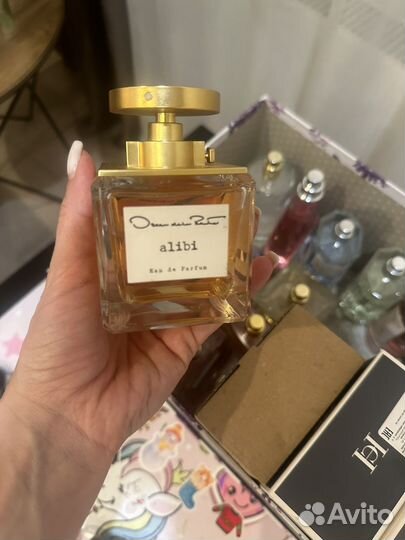 Oscar de la Renta
alibi
Eau de Parfum
Avito